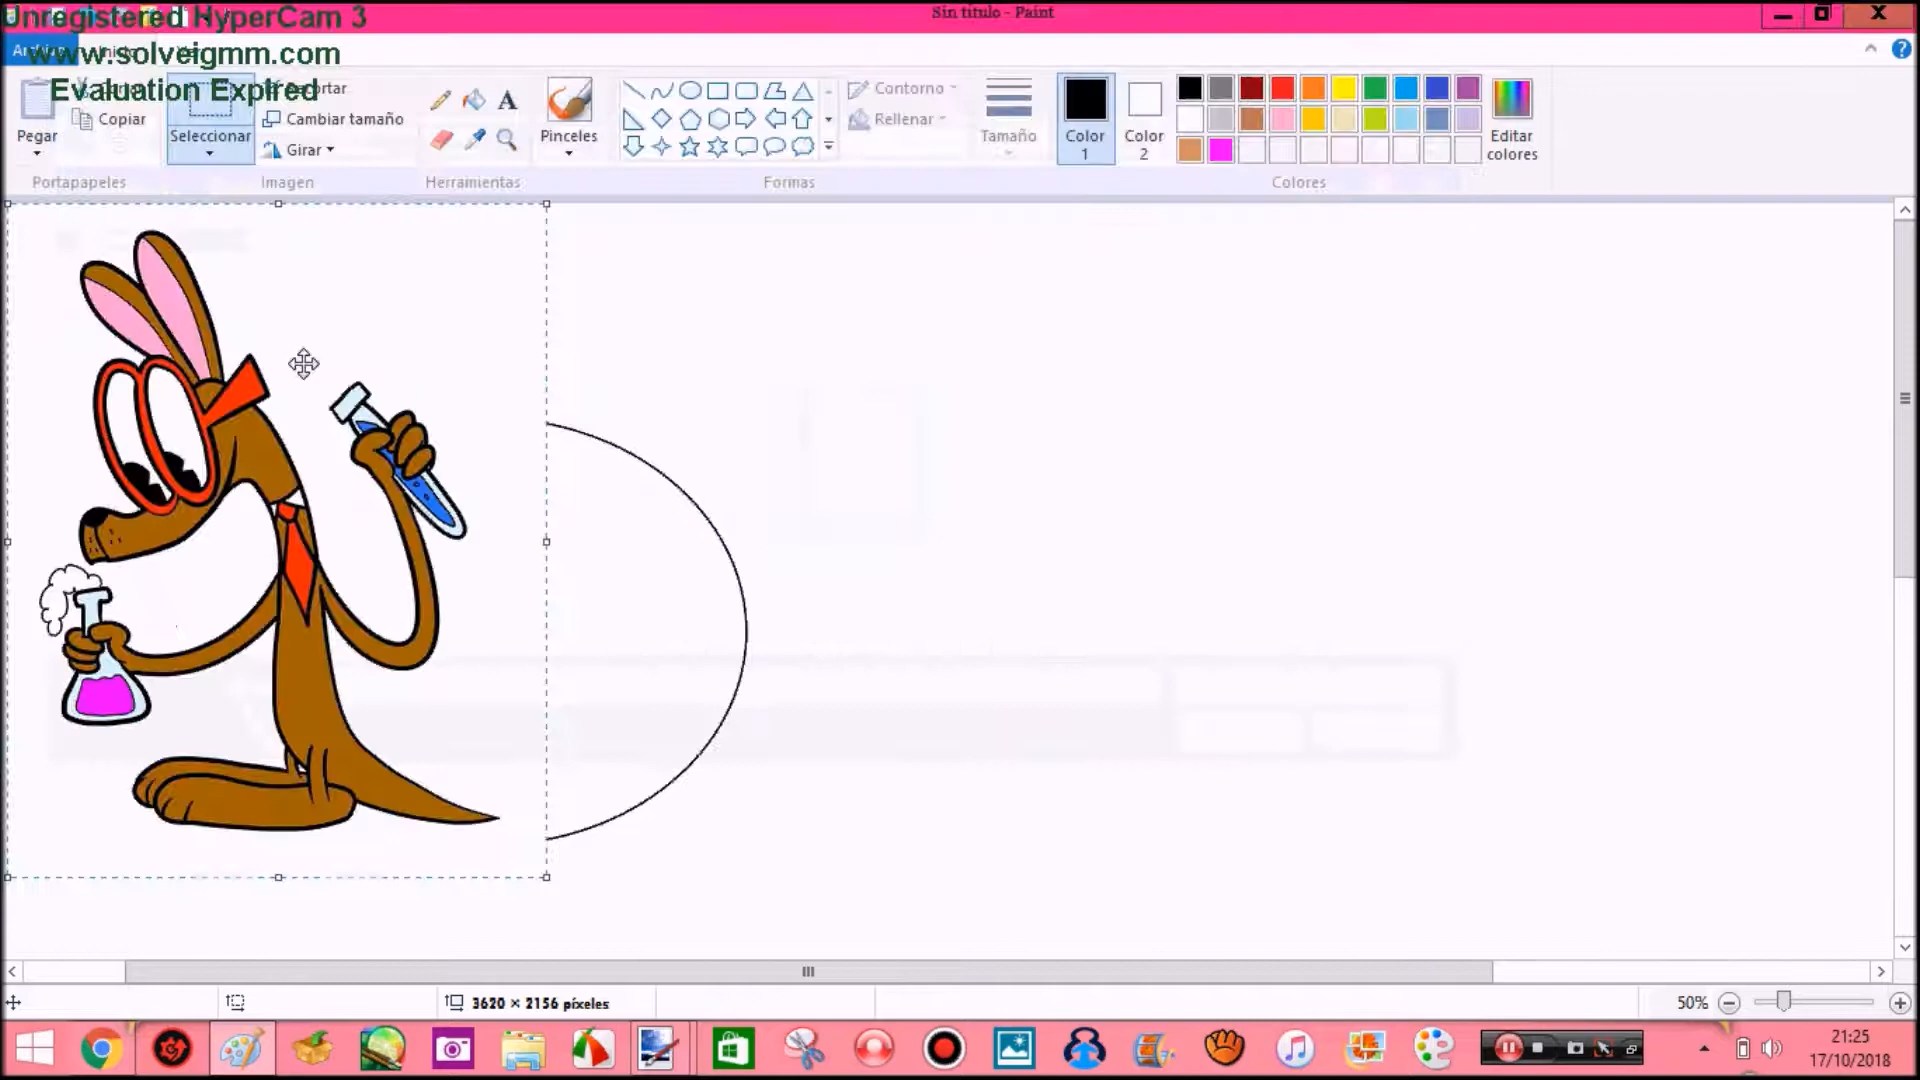 Unregistered HyperCam 3
www.solveigmm.com
Evaluation Expired
Sin título - Paint
Pegar
Copiar
Seleccionar
Cambiar tamaño
Girar
Pinceles
Contorno
Rellenar
Tamaño
Color 1
Color 2
Editar colores
Portapapeles
Imagen
Herramientas
Formas
Colores
3620 × 2156 píxeles
50%
21:25
17/10/2018